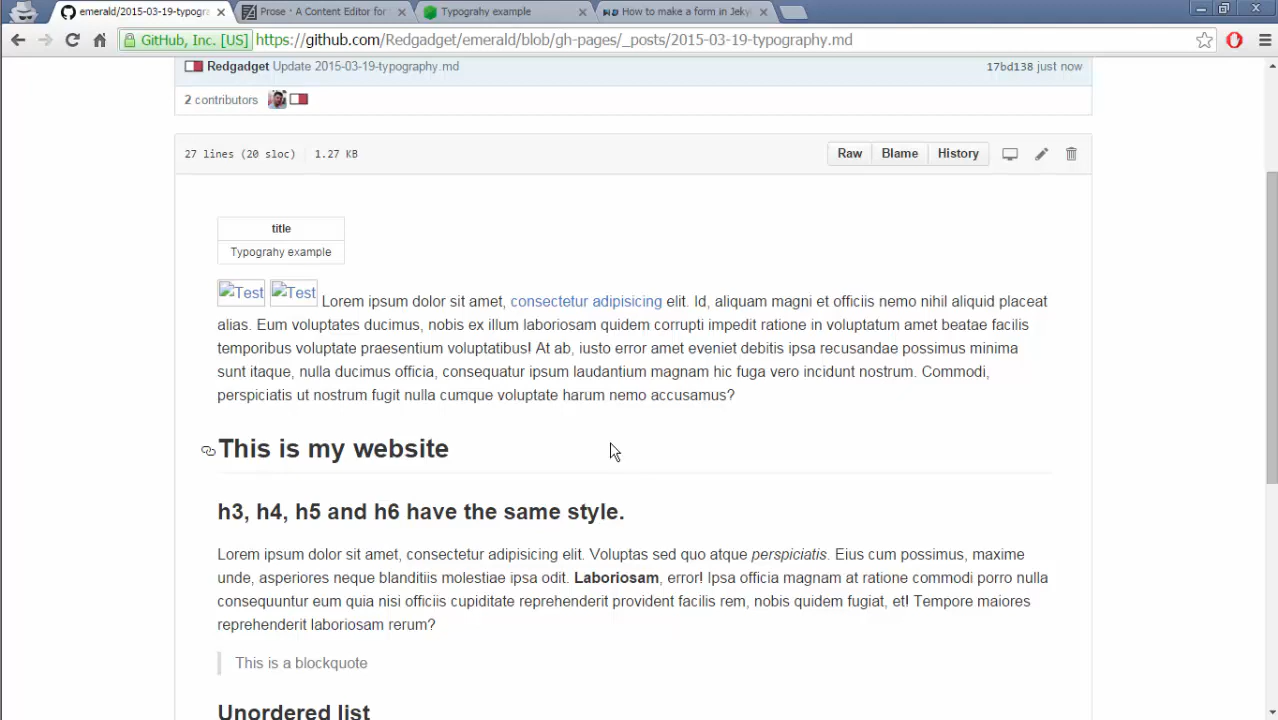 emerald/2015-03-19-typogra
Prose · A Content Editor for
Typograhy example
How to make a form in Jeky
GitHub, Inc. [US]
https://github.com/Redgadget/emerald/blob/gh-pages/_posts/2015-03-19-typography.md
Redgadget Update 2015-03-19-typography.md
17bd138 just now
2 contributors
27 lines (20 sloc)
1.27 KB
Raw
Blame
History
title
Typograhy example
Test Test Lorem ipsum dolor sit amet, consectetur adipisicing elit. Id, aliquam magni et officiis nemo nihil aliquid placeat
alias. Eum voluptates ducimus, nobis ex illum laboriosam quidem corrupti impedit ratione in voluptatum amet beatae facilis
temporibus voluptate praesentium voluptatibus! At ab, iusto error amet eveniet debitis ipsa recusandae possimus minima
sunt itaque, nulla ducimus officia, consequatur ipsum laudantium magnam hic fuga vero incidunt nostrum. Commodi,
perspiciatis ut nostrum fugit nulla cumque voluptate harum nemo accusamus?
This is my website
h3, h4, h5 and h6 have the same style.
Lorem ipsum dolor sit amet, consectetur adipisicing elit. Voluptas sed quo atque perspiciatis. Eius cum possimus, maxime
unde, asperiores neque blanditiis molestiae ipsa odit. Laboriosam, error! Ipsa officia magnam at ratione commodi porro nulla
consequuntur eum quia nisi officiis cupiditate reprehenderit provident facilis rem, nobis quidem fugiat, et! Tempore maiores
reprehenderit laboriosam rerum?
This is a blockquote
Unordered list